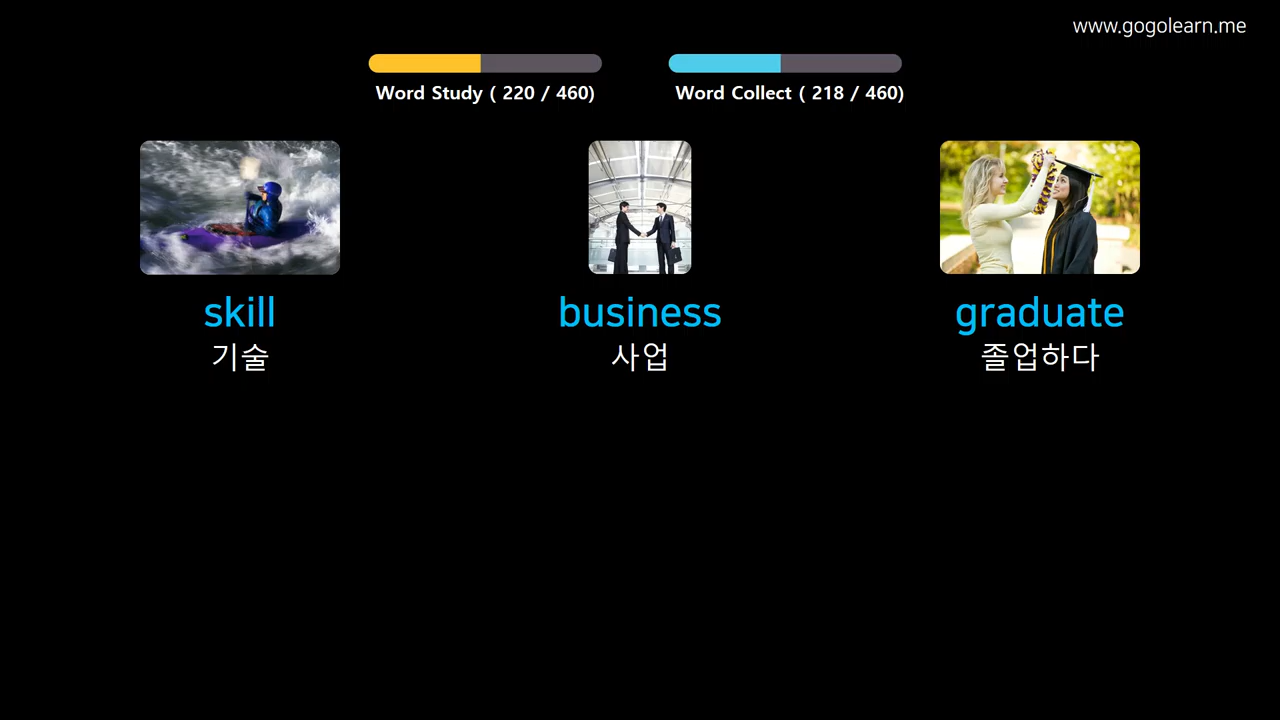 www.gogolearn.me
Word Study ( 220 / 460)
Word Collect ( 218 / 460)
skill
기술
business
사업
graduate
졸업하다